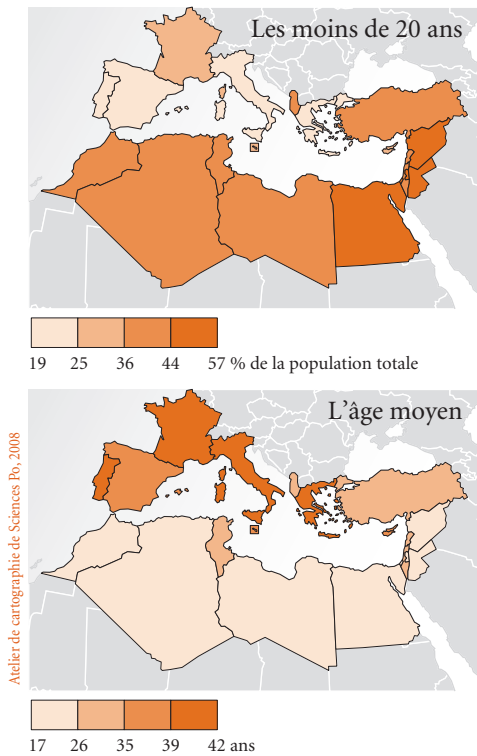 Les moins de 20 ans
19 25 36 44 57 % de la population totale
L'âge moyen
17 26 35 39 42 ans
Atelier de cartographie de Sciences Po, 2008